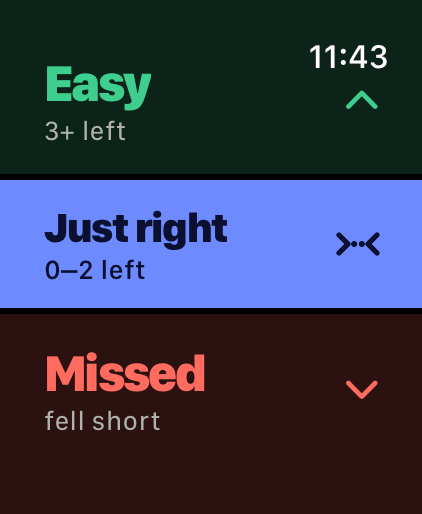 11:43
Easy
3+ left
Just right
0–2 left
Missed
fell short